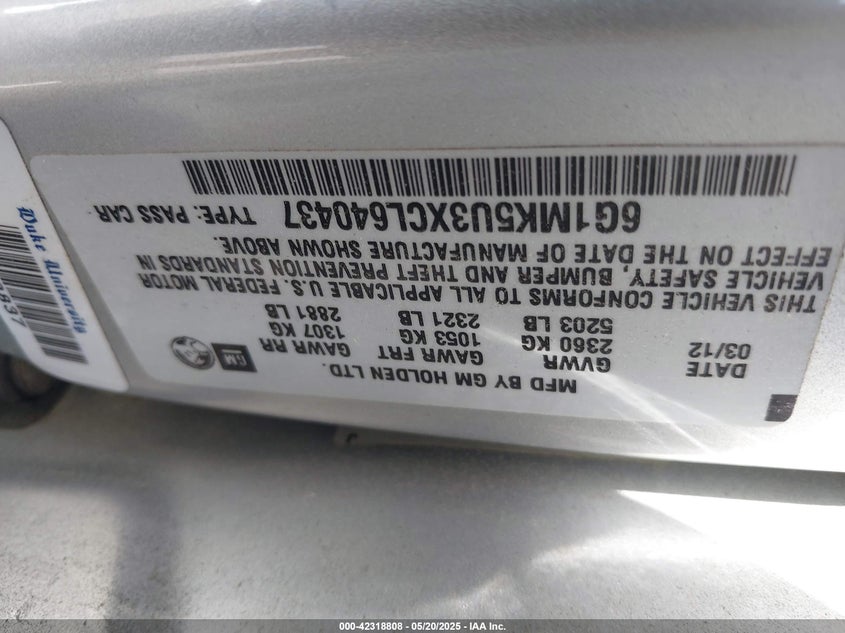 MFD BY GM HOLDEN LTD.
GM
DATE GVWR GAWR FRT GAWR RR
03/12 2360 KG 1053 KG 1307 KG
5203 LB 2321 LB 2881 LB
THIS VEHICLE CONFORMS TO ALL APPLICABLE U.S. FEDERAL MOTOR
VEHICLE SAFETY, BUMPER AND THEFT PREVENTION STANDARDS IN
EFFECT ON THE DATE OF MANUFACTURE SHOWN ABOVE.
6G1MK5U3XCL640437 TYPE: PASS CAR
Duke University
000-42318808 - 05/20/2025 - IAA Inc.